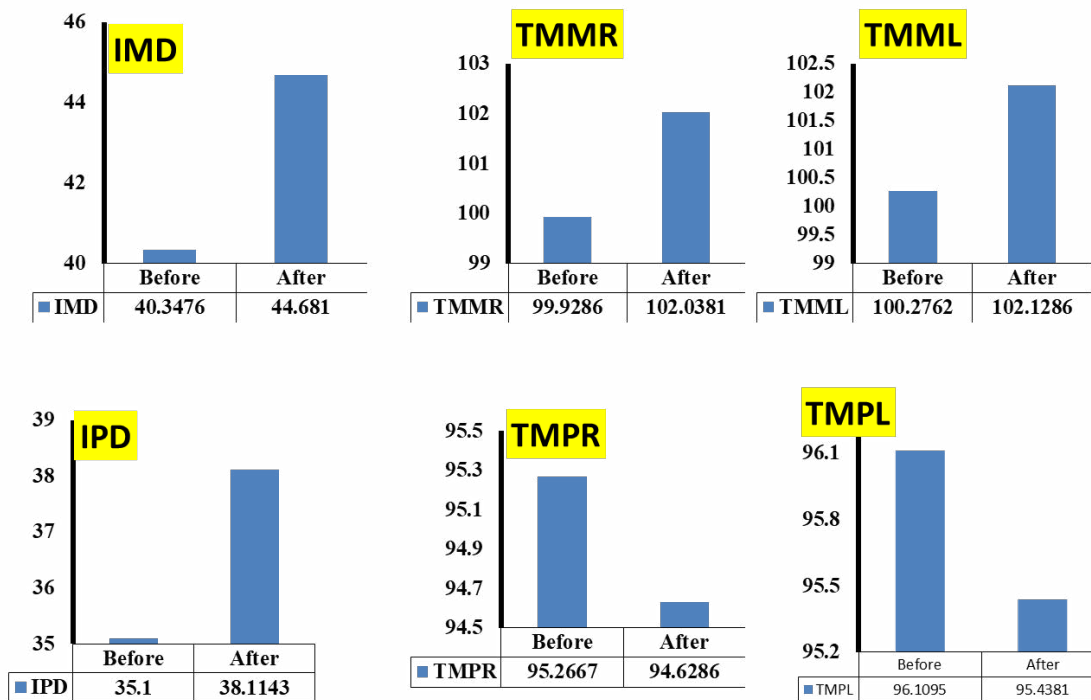 IMD
46
44
42
40
Before After
IMD 40.3476 44.681
TMMR
103
102
101
100
99
Before After
TMMR 99.9286 102.0381
TMML
102.5
102
101.5
101
100.5
100
99.5
99
Before After
TMML 100.2762 102.1286
IPD
39
38
37
36
35
Before After
IPD 35.1 38.1143
TMPR
95.5
95.3
95.1
94.9
94.7
94.5
Before After
TMPR 95.2667 94.6286
TMPL
96.1
95.8
95.5
95.2
Before After
TMPL 96.1095 95.4381